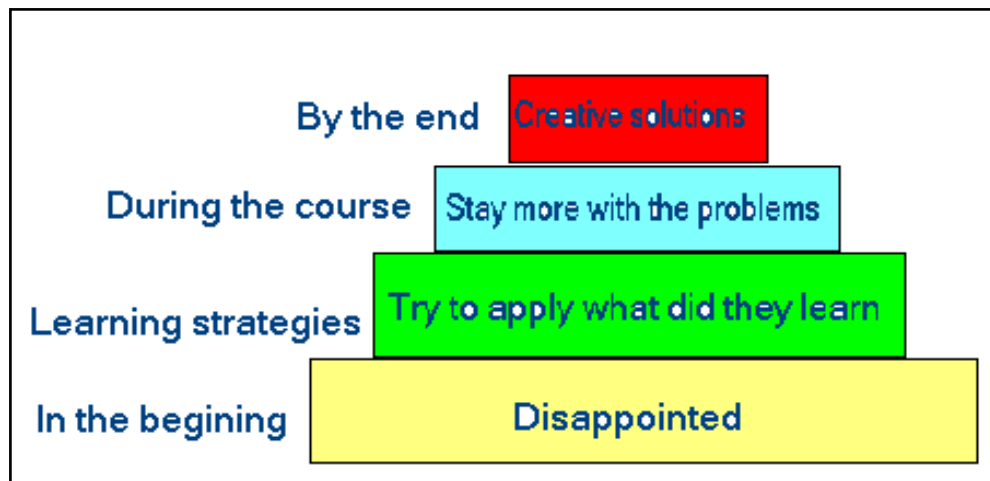 By the end Creative solutions
During the course Stay more with the problems
Learning strategies Try to apply what did they learn
In the begining Disappointed